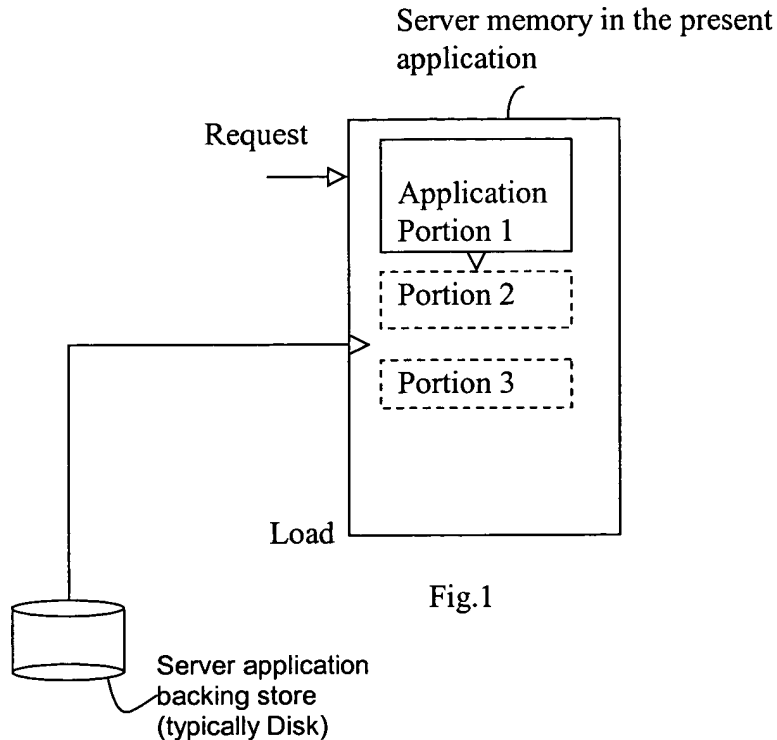 Server memory in the present
application
Request
Application
Portion 1
Portion 2
Portion 3
Load
Fig.1
Server application
backing store
(typically Disk)